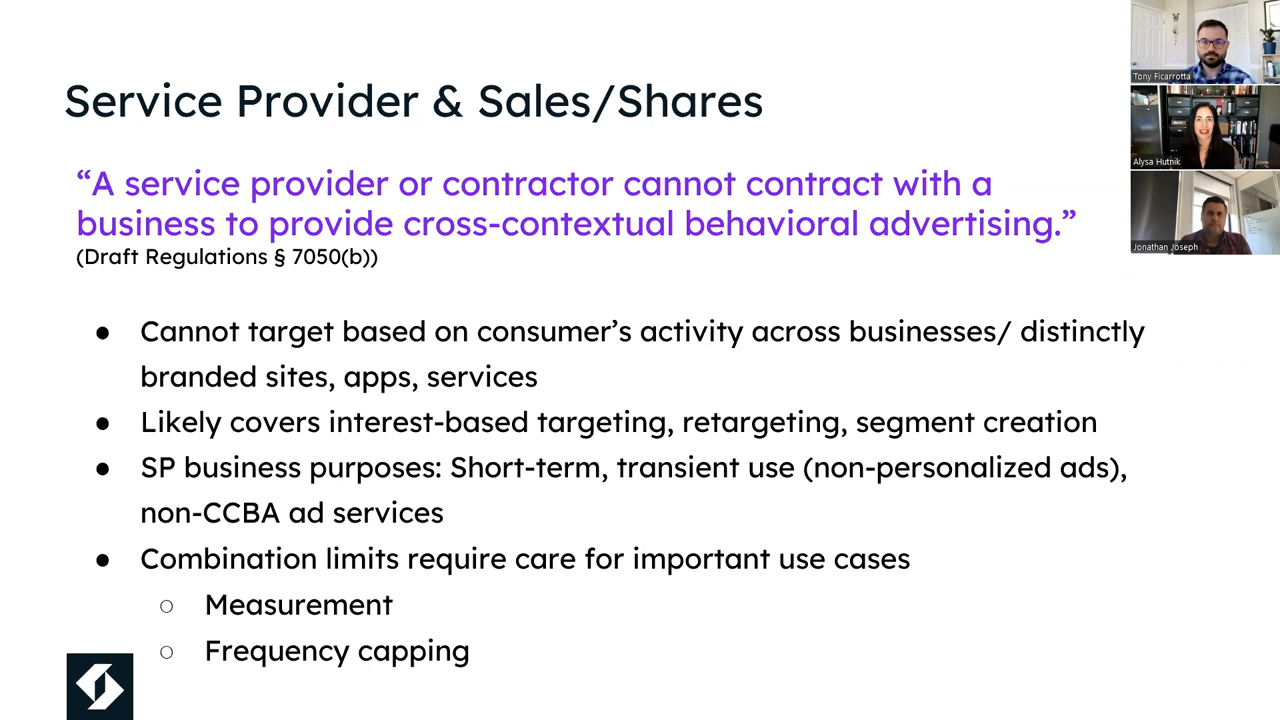 Service Provider & Sales/Shares
“A service provider or contractor cannot contract with a
business to provide cross-contextual behavioral advertising.”
(Draft Regulations § 7050(b))
● Cannot target based on consumer’s activity across businesses/ distinctly
branded sites, apps, services
● Likely covers interest-based targeting, retargeting, segment creation
● SP business purposes: Short-term, transient use (non-personalized ads),
non-CCBA ad services
● Combination limits require care for important use cases
○ Measurement
○ Frequency capping
Tony Ficarrotta
Alysa Hutnik
Jonathan Joseph